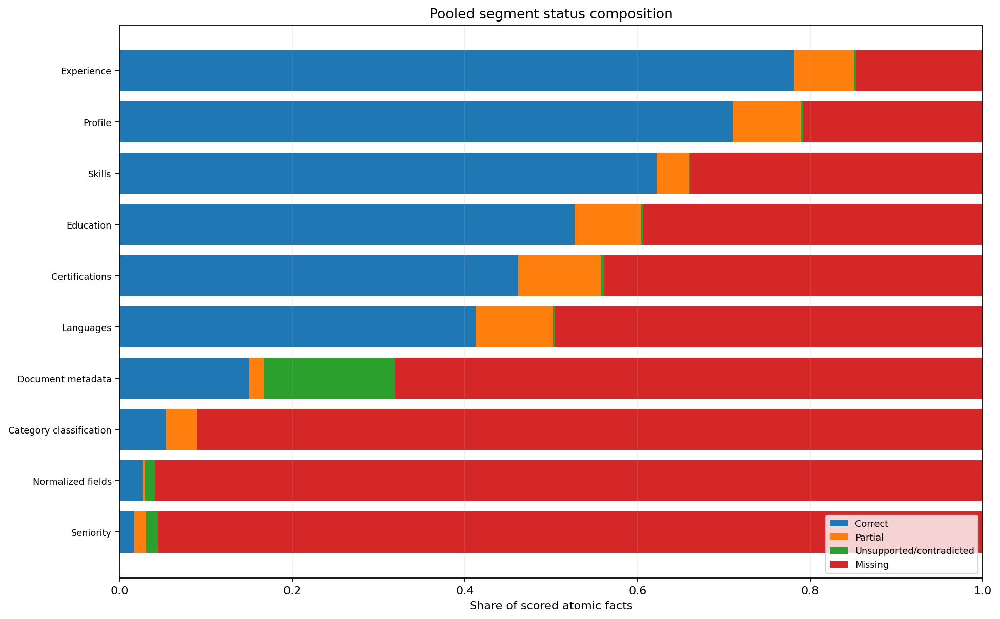 Pooled segment status composition
Experience
Profile
Skills
Education
Certifications
Languages
Document metadata
Category classification
Normalized fields
Seniority
Correct
Partial
Unsupported/contradicted
Missing
0.0 0.2 0.4 0.6 0.8 1.0
Share of scored atomic facts